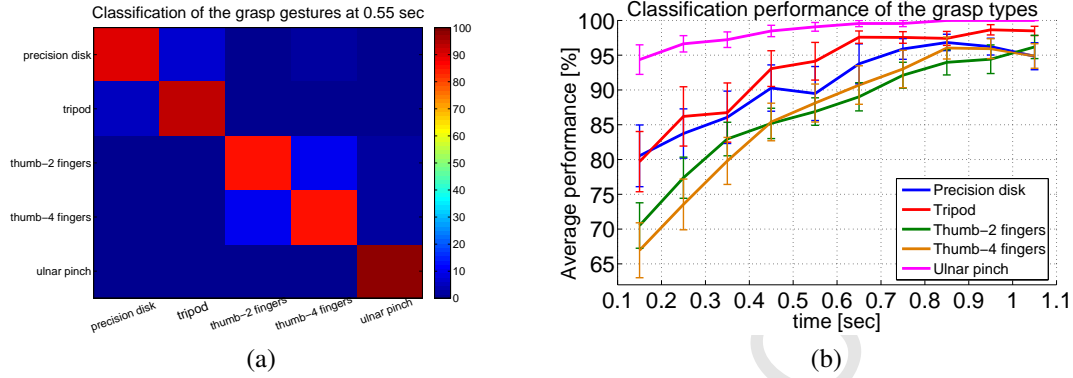 Classification of the grasp gestures at 0.55 sec
precision disk
tripod
thumb−2 fingers
thumb−4 fingers
ulnar pinch
precision disk
tripod
thumb−2 fingers
thumb−4 fingers
ulnar pinch
100
90
80
70
60
50
40
30
20
10
0
(a)
Classification performance of the grasp types
Average performance [%]
100
95
90
85
80
75
70
65
Precision disk
Tripod
Thumb−2 fingers
Thumb−4 fingers
Ulnar pinch
0.1 0.2 0.3 0.4 0.5 0.6 0.7 0.8 0.9 1 1.1
time [sec]
(b)